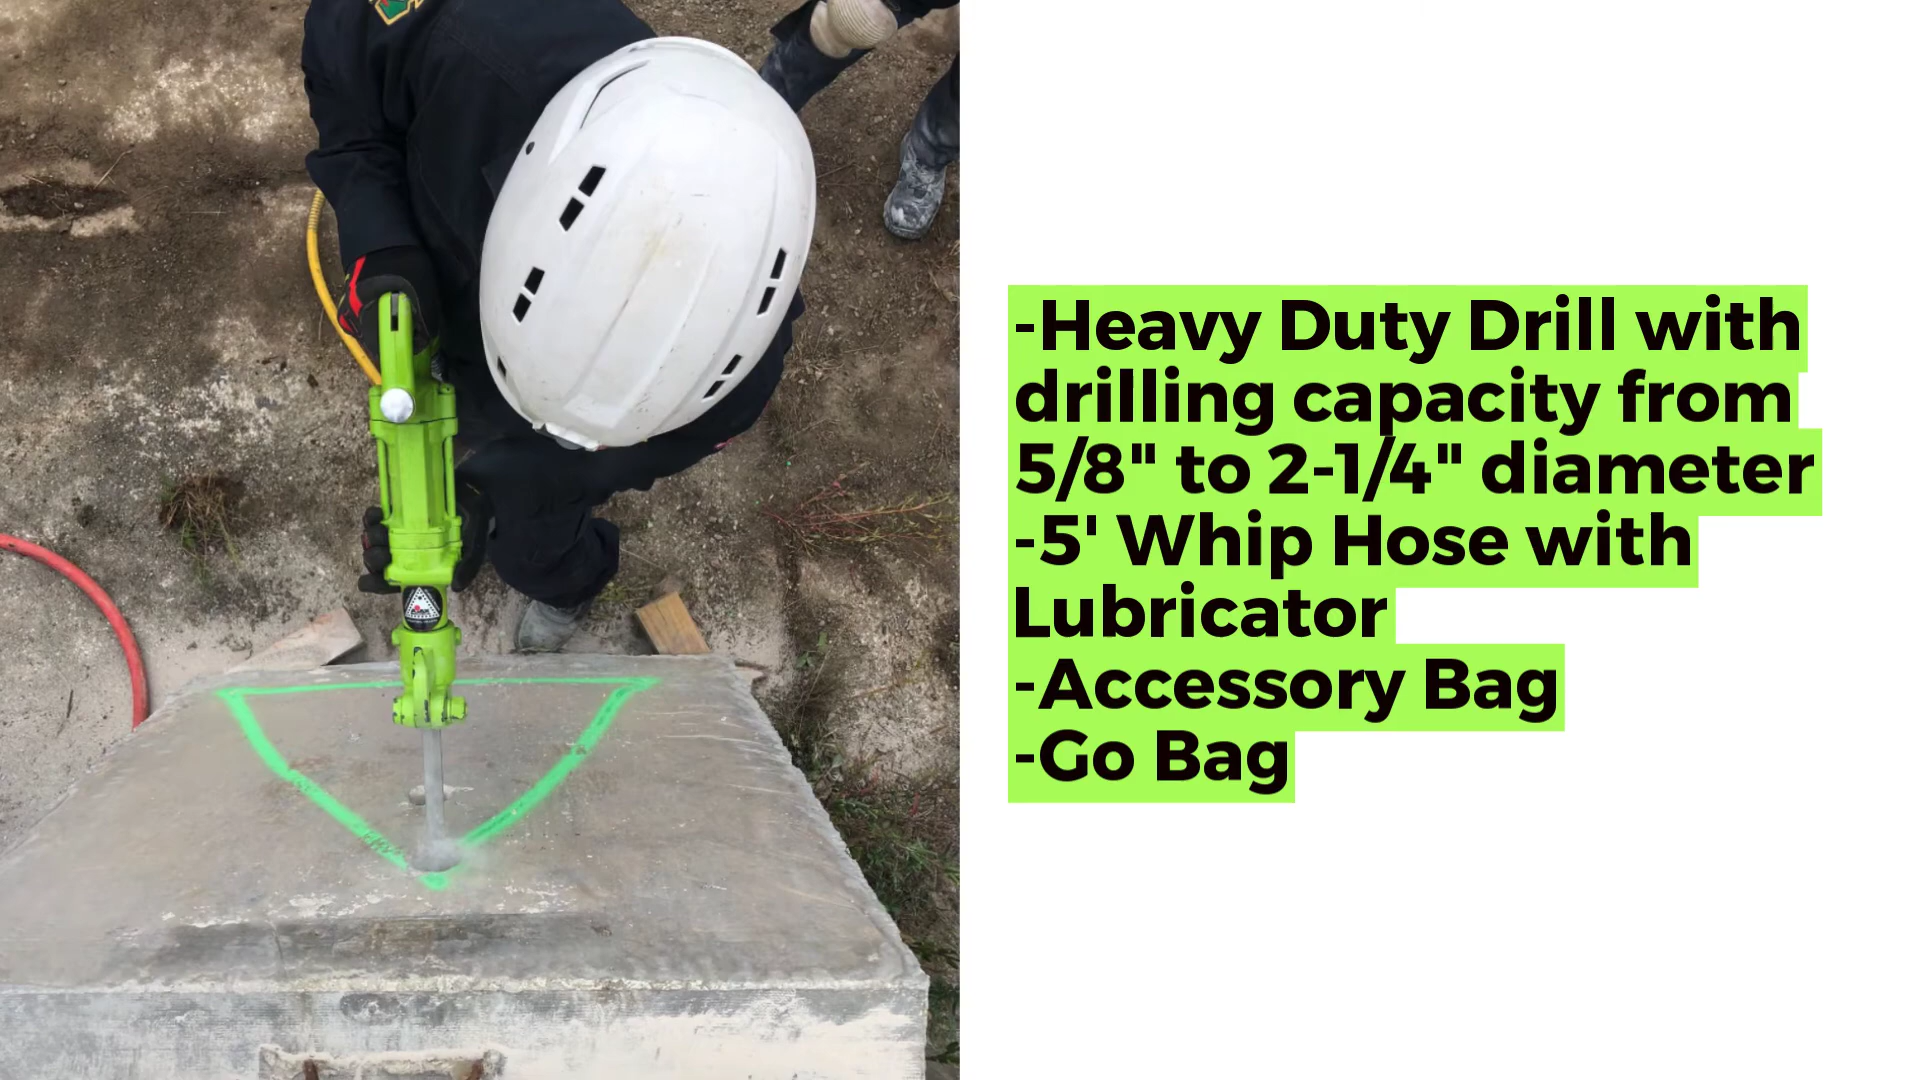 -Heavy Duty Drill with
drilling capacity from
5/8" to 2-1/4" diameter
-5' Whip Hose with
Lubricator
-Accessory Bag
-Go Bag